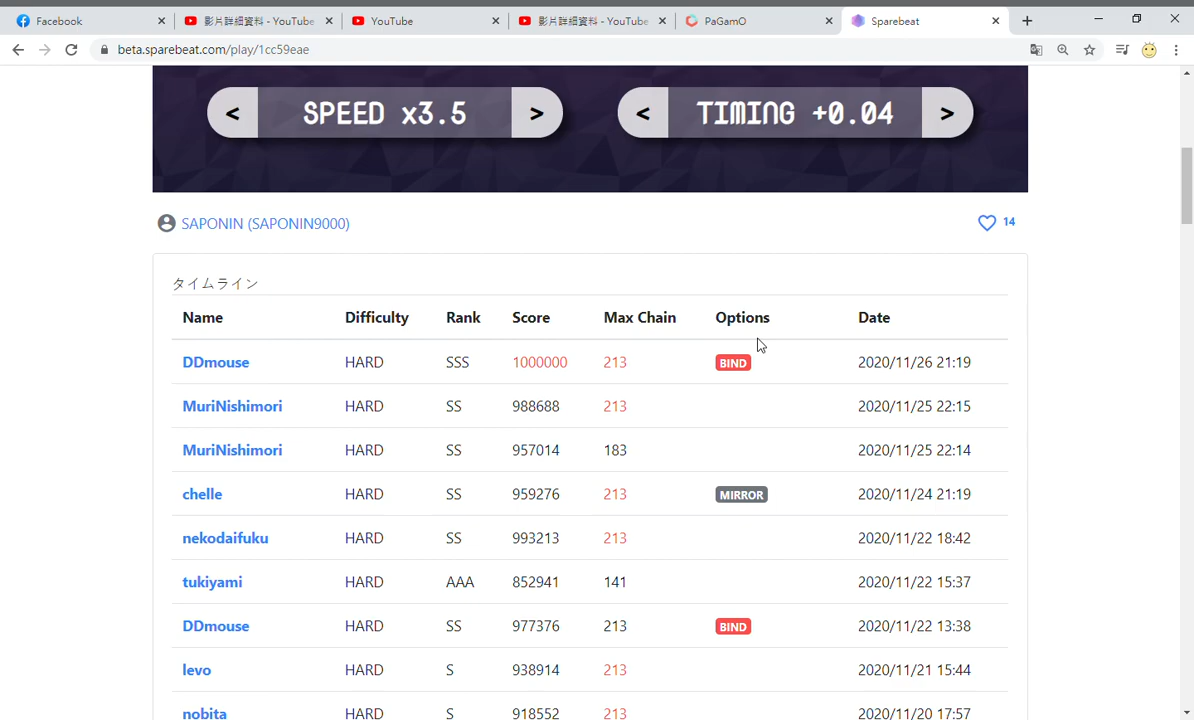 Facebook 影片詳細資料 - YouTube YouTube 影片詳細資料 - YouTube PaGamO Sparebeat
beta.sparebeat.com/play/1cc59eae
< SPEED x3.5 > < TIMING +0.04 >
SAPONIN (SAPONIN9000) 14
タイムライン
Name Difficulty Rank Score Max Chain Options Date
DDmouse HARD SSS 1000000 213 BIND 2020/11/26 21:19
MuriNishimori HARD SS 988688 213 2020/11/25 22:15
MuriNishimori HARD SS 957014 183 2020/11/25 22:14
chelle HARD SS 959276 213 MIRROR 2020/11/24 21:19
nekodaifuku HARD SS 993213 213 2020/11/22 18:42
tukiyami HARD AAA 852941 141 2020/11/22 15:37
DDmouse HARD SS 977376 213 BIND 2020/11/22 13:38
levo HARD S 938914 213 2020/11/21 15:44
nobita HARD S 918552 213 2020/11/20 17:57